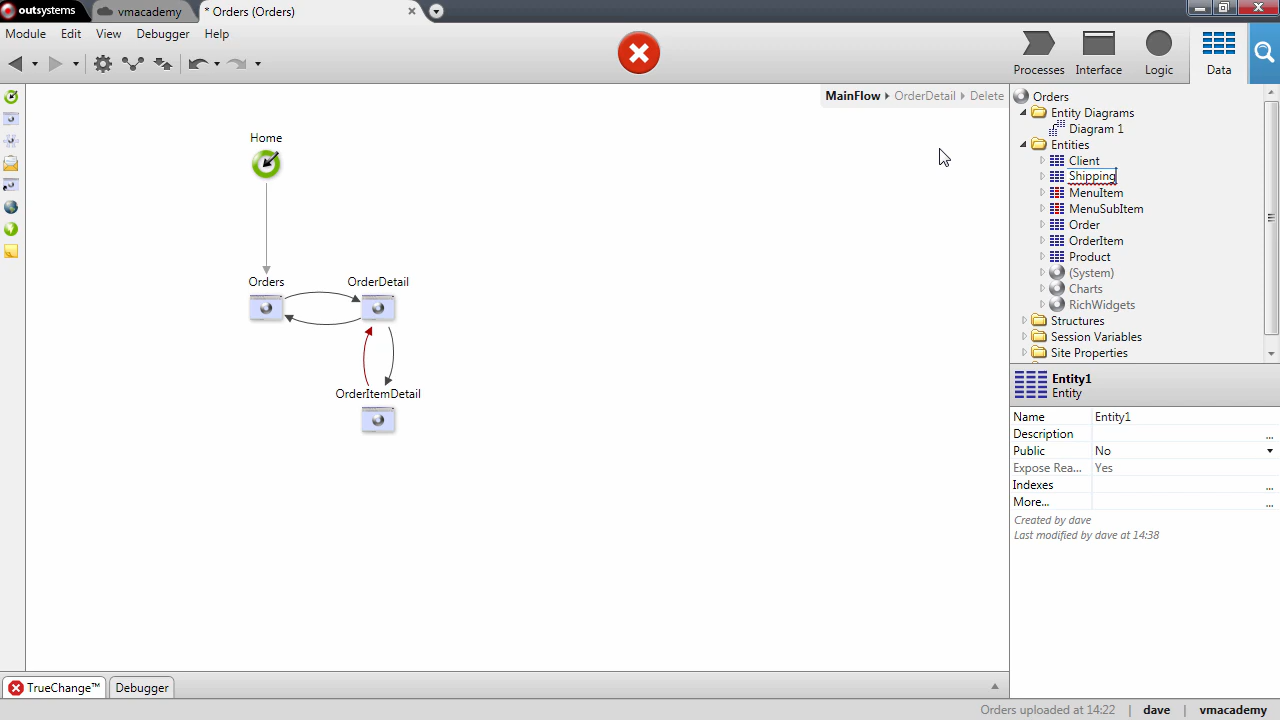 outsystems
vmacademy
* Orders (Orders)
Module Edit View Debugger Help
Processes Interface Logic Data
MainFlow OrderDetail Delete
Home
Orders
OrderDetail
OrderItemDetail
Orders
Entity Diagrams
Diagram 1
Entities
Client
Shipping
MenuItem
MenuSubItem
Order
OrderItem
Product
(System)
Charts
RichWidgets
Structures
Session Variables
Site Properties
Entity1
Entity
Name Entity1
Description ...
Public No
Expose Rea... Yes
Indexes ...
More... ...
Created by dave
Last modified by dave at 14:38
TrueChange™ Debugger
Orders uploaded at 14:22 | dave | vmacademy